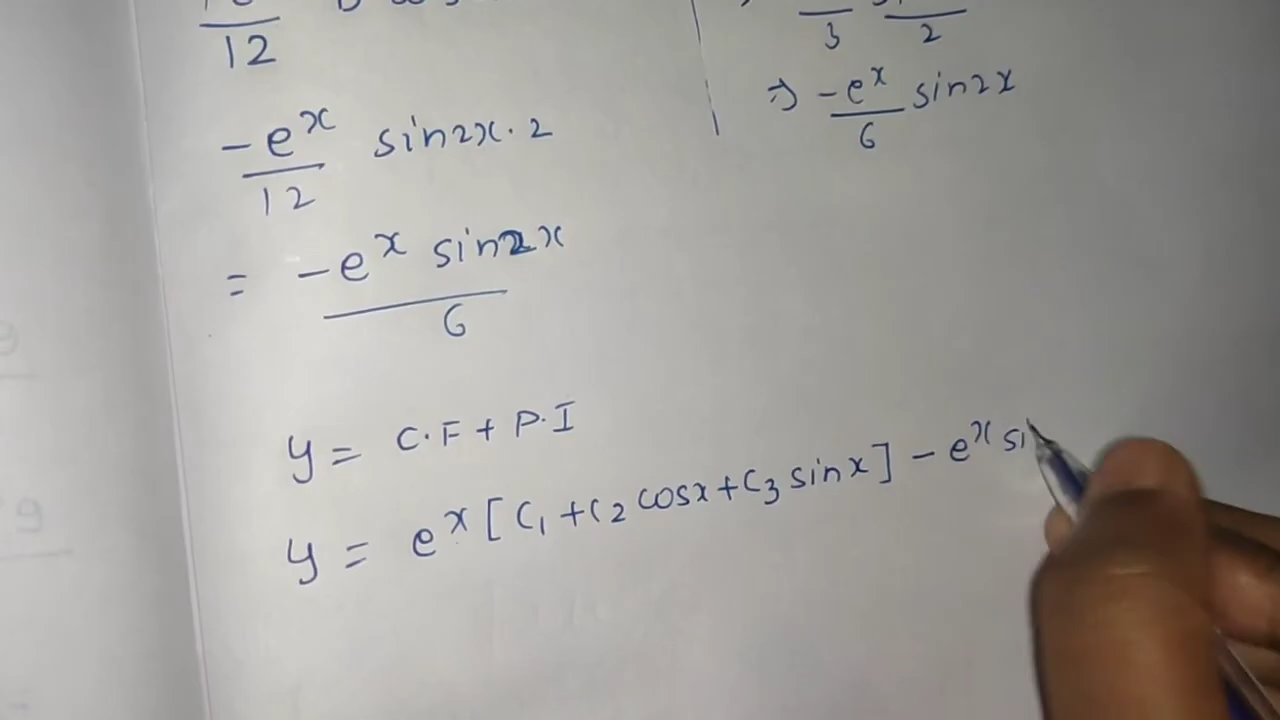 12
-e^x/12 sin2x.2
= -e^x sin2x/6
3 2
⇒ -e^x/6 sin2x
y = C.F + P.I
y = e^x [C₁ + C₂ cosx + C₃ sinx] - e^x si